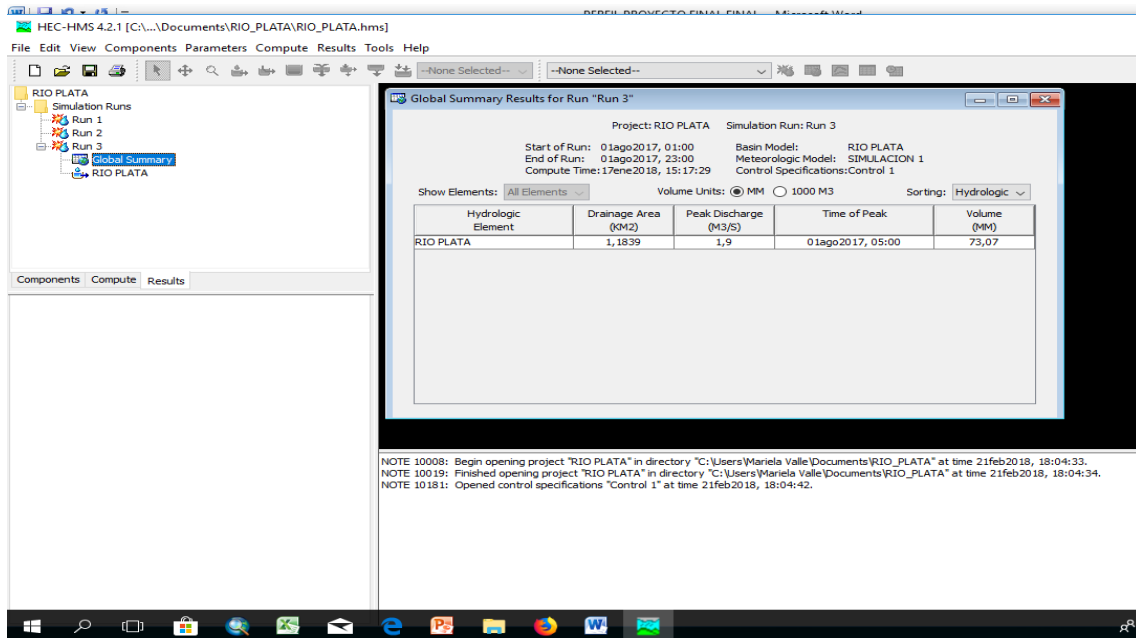 PERFIL PROYECTO FINAL FINAL - Microsoft Word
HEC-HMS 4.2.1 [C:\...\Documents\RIO_PLATA\RIO_PLATA.hms]
File Edit View Components Parameters Compute Results Tools Help
--None Selected-- --None Selected--
RIO PLATA
Simulation Runs
Run 1
Run 2
Run 3
Global Summary
RIO PLATA
Components Compute Results
Global Summary Results for Run "Run 3"
Project: RIO PLATA Simulation Run: Run 3
Start of Run: 01ago2017, 01:00 Basin Model: RIO PLATA
End of Run: 01ago2017, 23:00 Meteorologic Model: SIMULACION 1
Compute Time:17ene2018, 15:17:29 Control Specifications:Control 1
Show Elements: All Elements Volume Units: MM 1000 M3 Sorting: Hydrologic
Hydrologic Element Drainage Area (KM2) Peak Discharge (M3/S) Time of Peak Volume (MM)
RIO PLATA 1,1839 1,9 01ago2017, 05:00 73,07
NOTE 10008: Begin opening project "RIO PLATA" in directory "C:\Users\Mariela Valle\Documents\RIO_PLATA" at time 21feb2018, 18:04:33.
NOTE 10019: Finished opening project "RIO PLATA" in directory "C:\Users\Mariela Valle\Documents\RIO_PLATA" at time 21feb2018, 18:04:34.
NOTE 10181: Opened control specifications "Control 1" at time 21feb2018, 18:04:42.